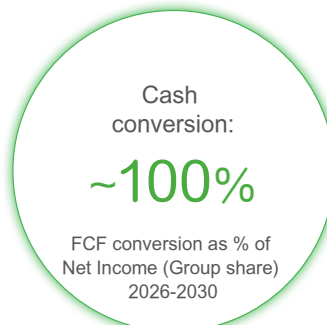 Cash
conversion:
~100%
FCF conversion as % of
Net Income (Group share)
2026-2030